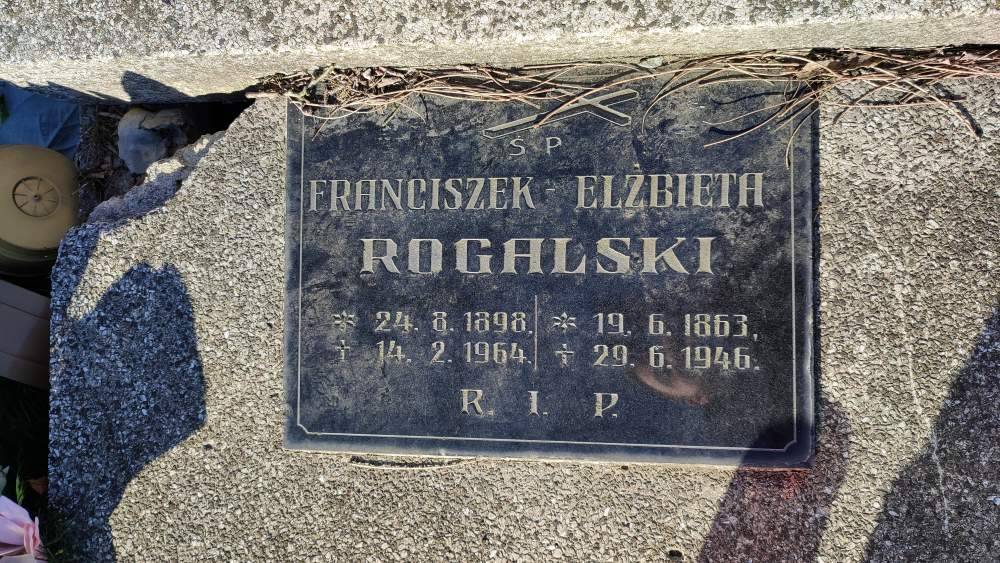 Ś P
FRANCISZEK - ELŻBIETA
ROGALSKI
* 24. 8. 1898. * 19. 6. 1863,
† 14. 2. 1964. † 29. 6. 1946.
R. I. P.